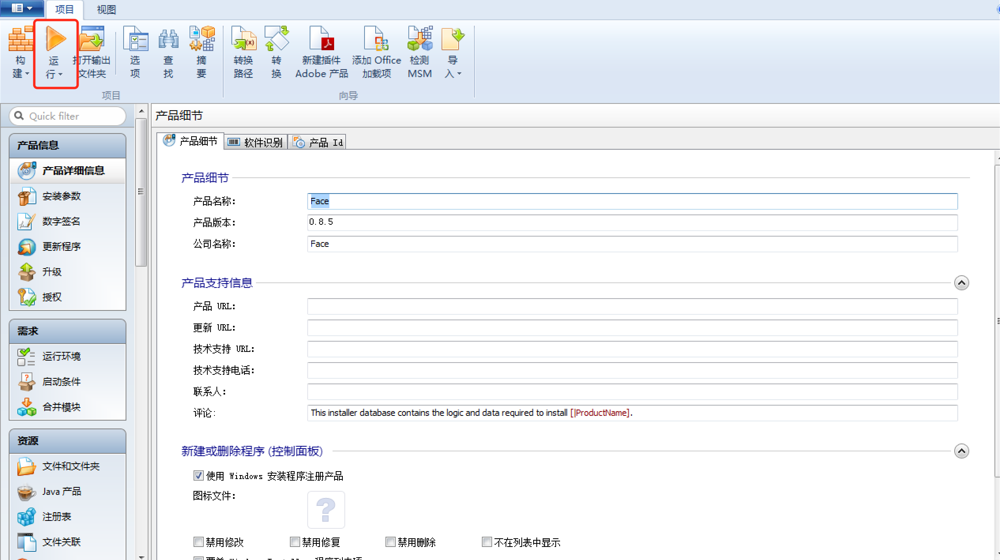 项目
视图
构
建
运
行
打开输出
文件夹
选
项
查
找
摘
要
项目
转换
路径
转
换
新建插件
Adobe 产品
添加 Office
加载项
检测
MSM
导
入
向导
Quick filter
产品信息
产品详细信息
安装参数
数字签名
更新程序
升级
授权
需求
运行环境
启动条件
合并模块
资源
文件和文件夹
Java 产品
注册表
文件关联
产品细节
产品细节
软件识别
产品 Id
产品细节
产品名称: Face
产品版本: 0.8.5
公司名称: Face
产品支持信息
产品 URL:
更新 URL:
技术支持 URL:
技术支持电话:
联系人:
评论: This installer database contains the logic and data required to install [|ProductName].
新建或删除程序 (控制面板)
使用 Windows 安装程序注册产品
图标文件:
禁用修改
禁用修复
禁用删除
不在列表中显示